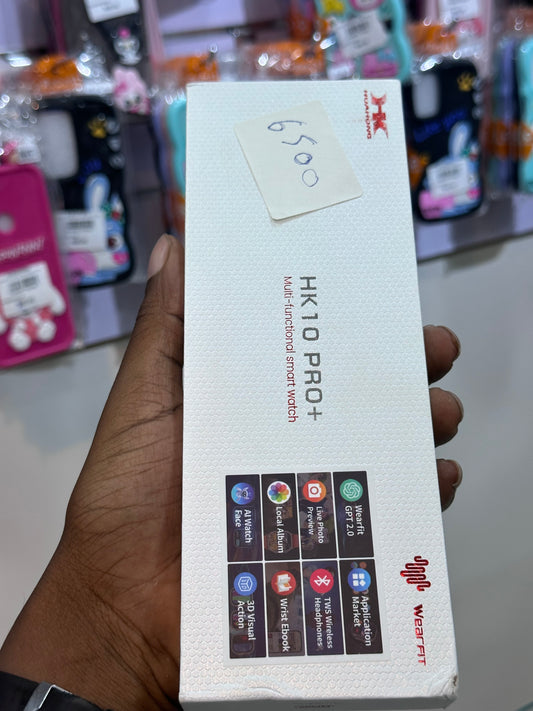 HK
HUAHONG
6500
HK10 PRO+
Multi-functional smart watch
Wearfit
GPT 2.0
Application
Market
Live Photo
Preview
TWS Wireless
Headphones
Local Album
Wrist Ebook
AI Watch
Face
3D Visual
Action
WearFIT